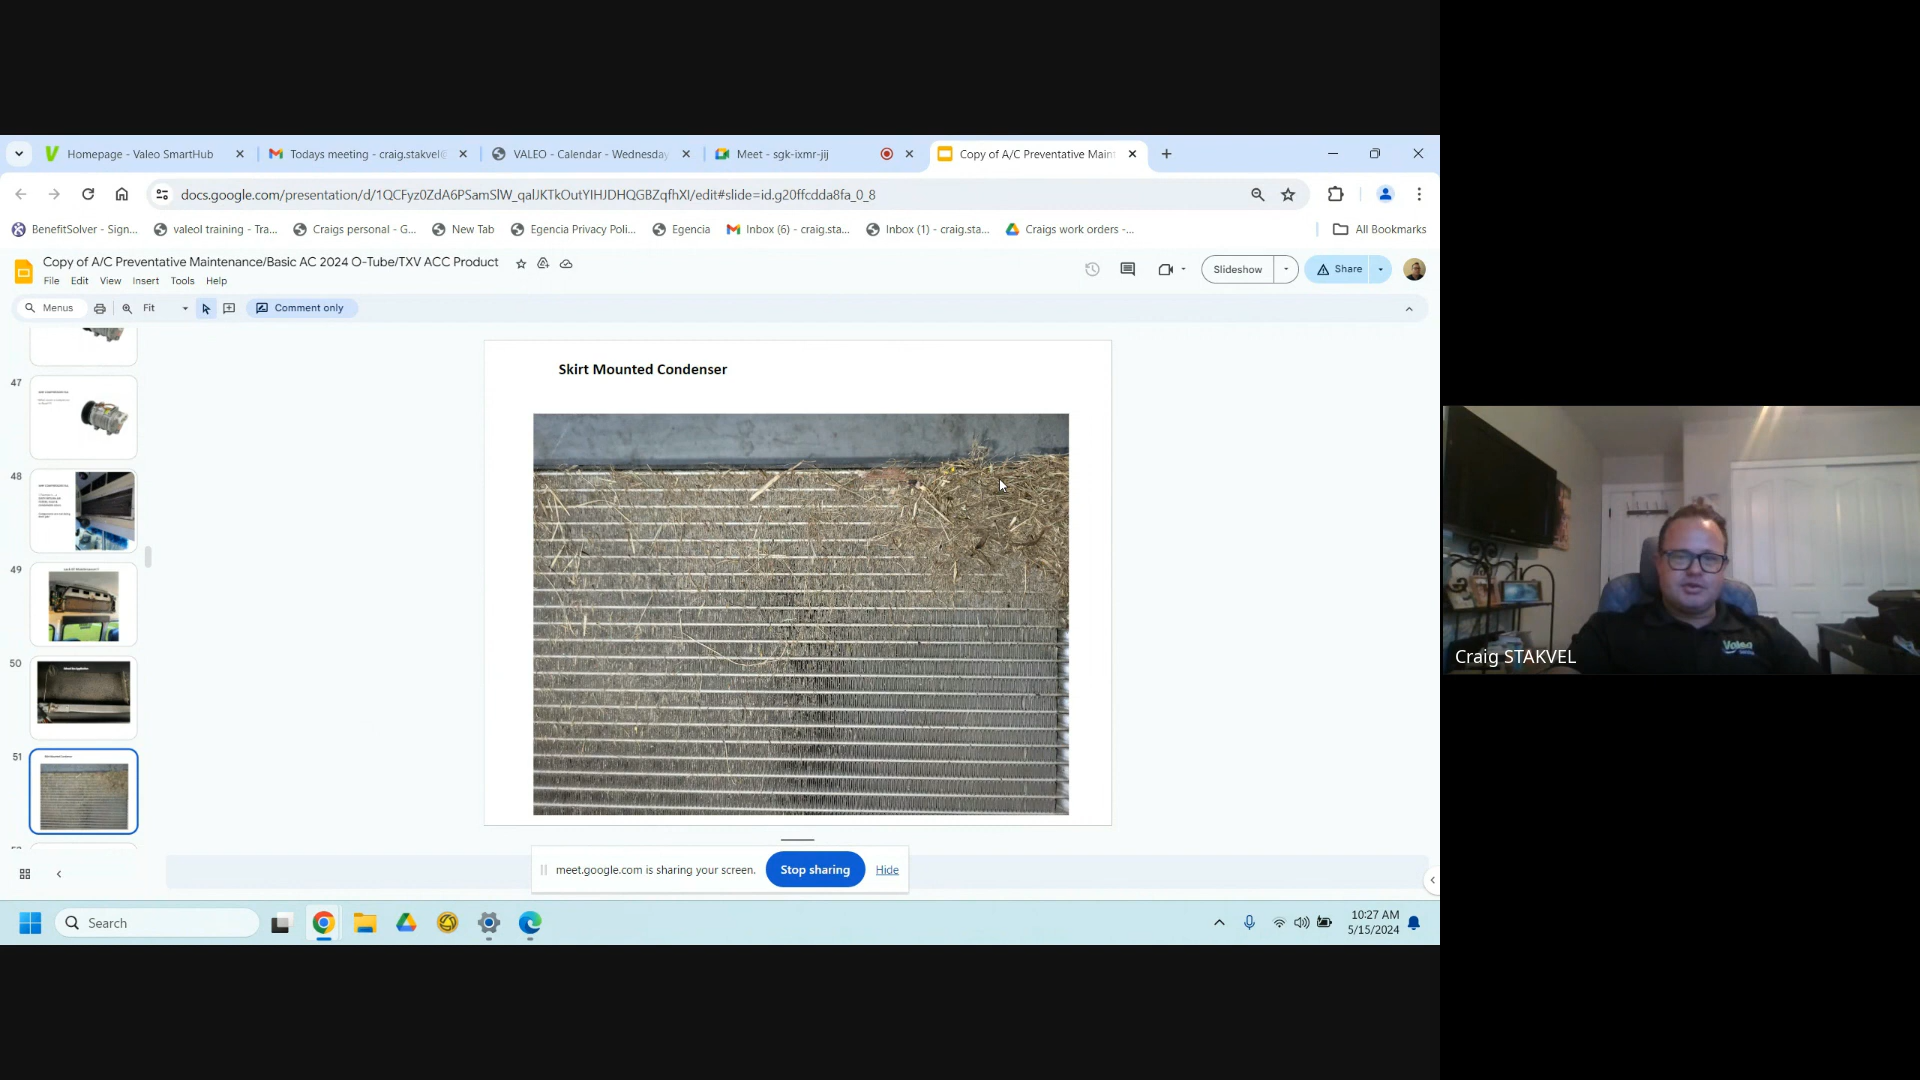 Homepage - Valeo SmartHub
Todays meeting - craig.stakvel@
VALEO - Calendar - Wednesday
Meet - sgk-ixmr-jij
Copy of A/C Preventative Main
docs.google.com/presentation/d/1QCFyz0ZdA6PSamSlW_qalJKTkOutYIHJDHQGBZqfhXI/edit#slide=id.g20ffcdda8fa_0_8
BenefitSolver - Sign...
valeol training - Tra...
Craigs personal - G...
New Tab
Egencia Privacy Poli...
Egencia
Inbox (6) - craig.sta...
Inbox (1) - craig.sta...
Craigs work orders -...
All Bookmarks
Copy of A/C Preventative Maintenance/Basic AC 2024 O-Tube/TXV ACC Product
File Edit View Insert Tools Help
Slideshow
Share
Menus
Fit
Comment only
47
48
49
50
51
Skirt Mounted Condenser
Craig STAKVEL
Valeo
meet.google.com is sharing your screen.
Stop sharing
Hide
Search
10:27 AM
5/15/2024